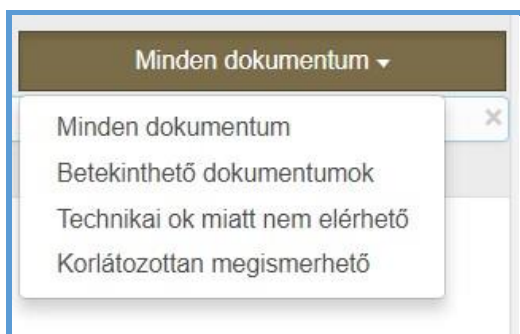 Minden dokumentum
Minden dokumentum
Betekinthető dokumentumok
Technikai ok miatt nem elérhető
Korlátozottan megismerhető